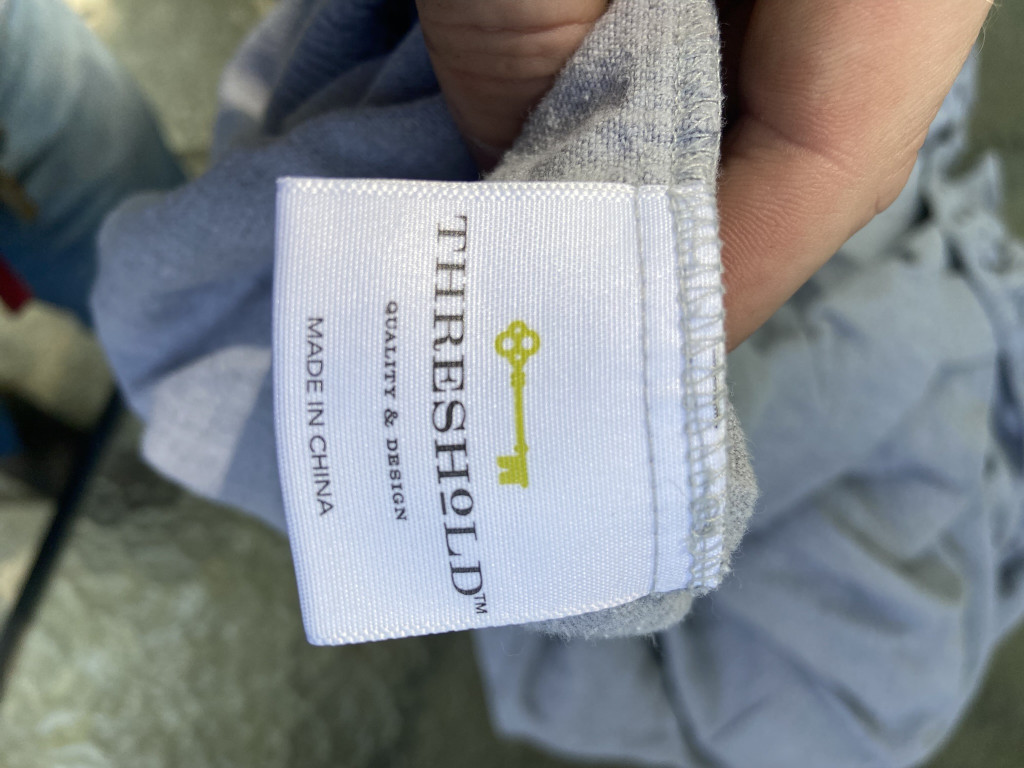 THRESHOLD™
QUALITY & DESIGN
MADE IN CHINA